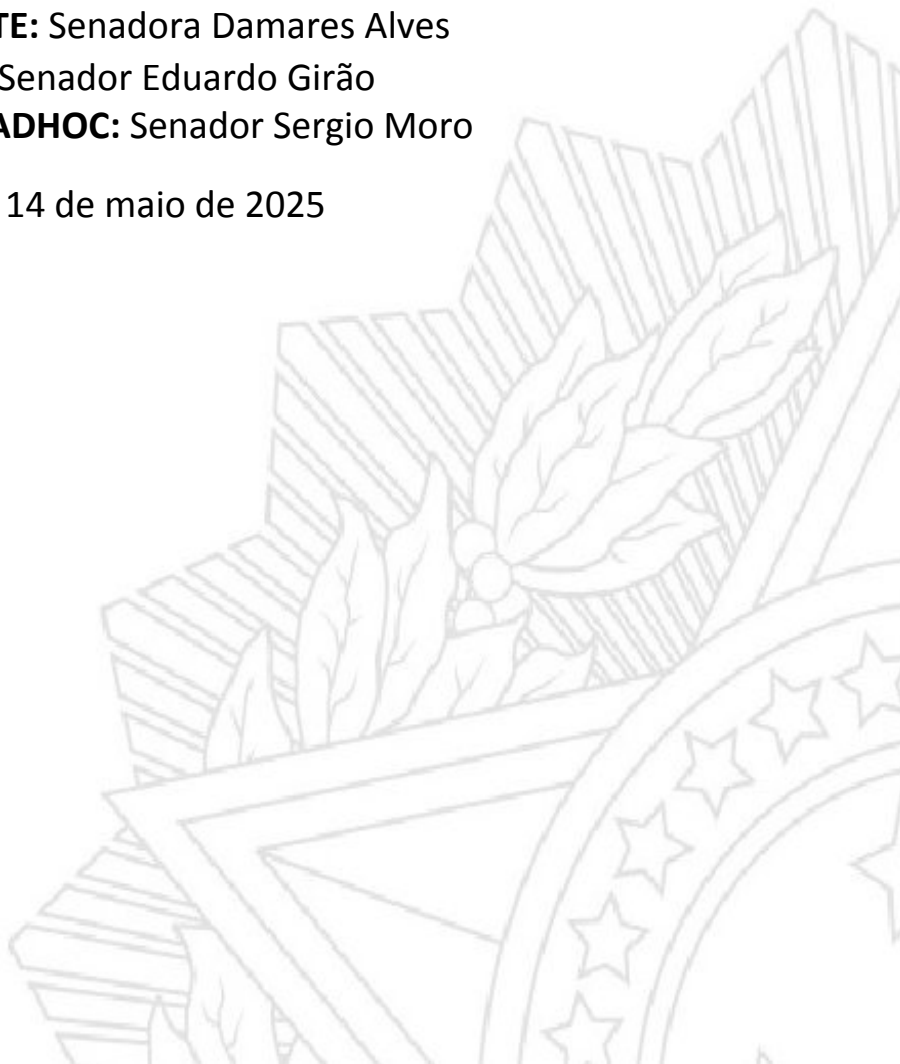 TE: Senadora Damares Alves
Senador Eduardo Girão
ADHOC: Senador Sergio Moro
14 de maio de 2025